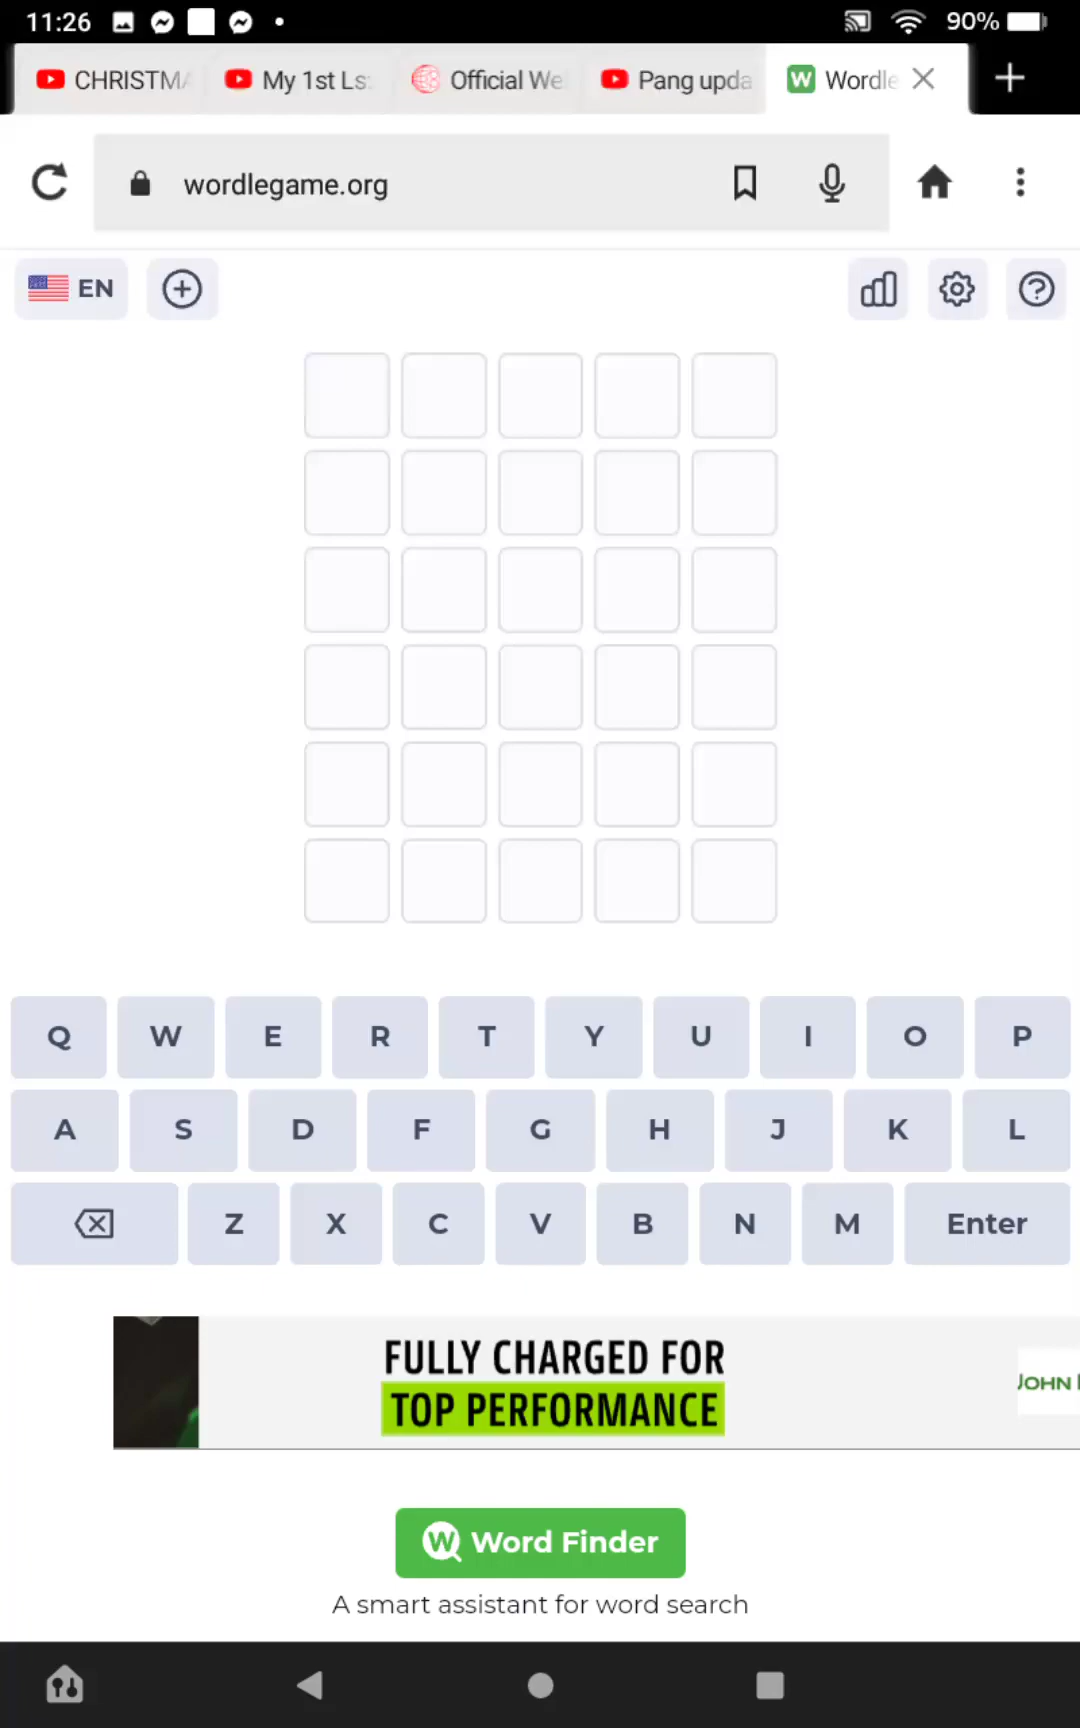 11:26
90%
CHRISTMA
My 1st Ls:
Official We
Pang upda
W Wordle
wordlegame.org
EN
Q W E R T Y U I O P
A S D F G H J K L
Z X C V B N M Enter
FULLY CHARGED FOR
TOP PERFORMANCE
JOHN
W Word Finder
A smart assistant for word search